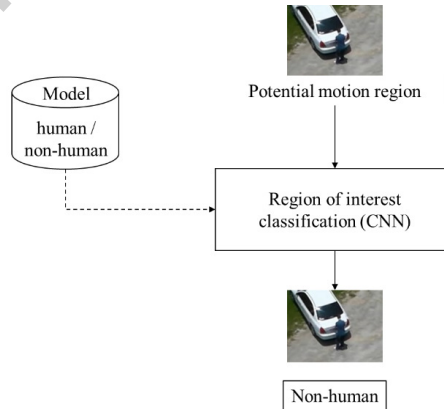 Model
human /
non-human
Potential motion region
Region of interest
classification (CNN)
Non-human